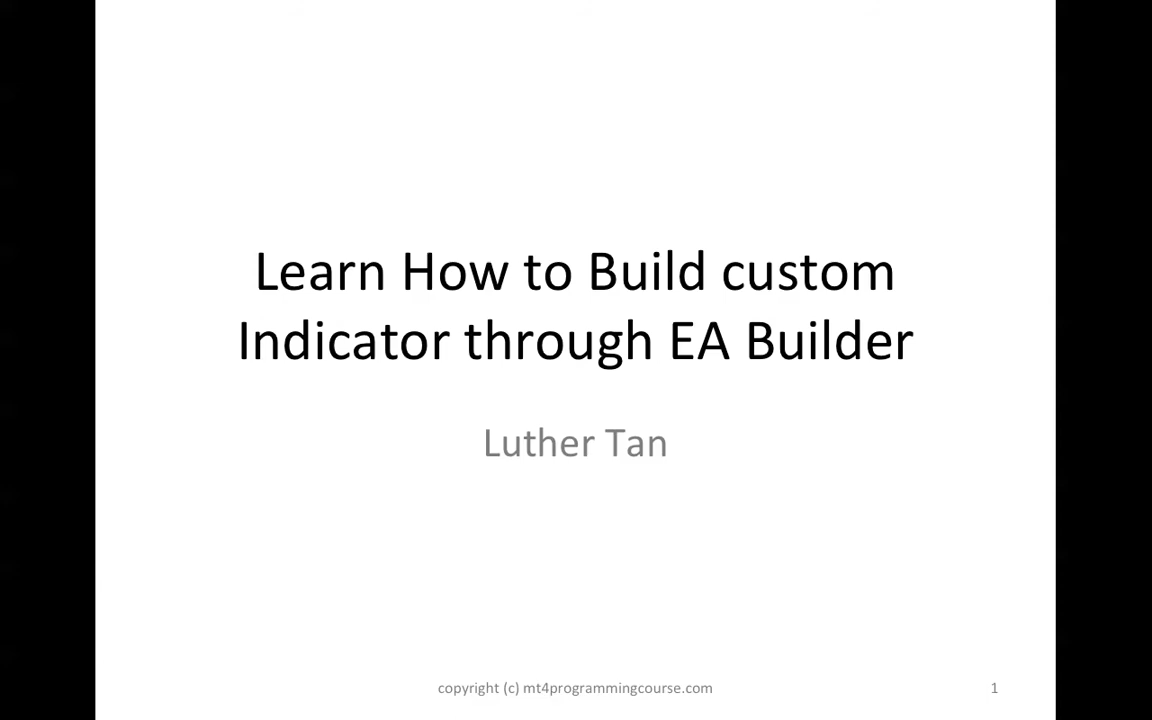 Learn How to Build custom
Indicator through EA Builder
Luther Tan
copyright (c) mt4programmingcourse.com
1